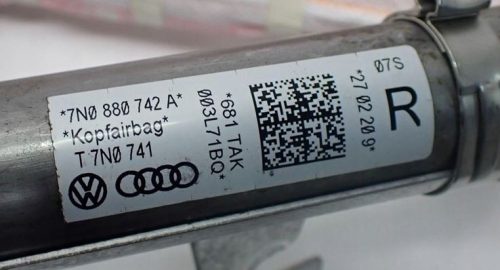 *7N0 880 742 A*
*Kopfairbag*
T 7N0 741
*681 TAK
003L71BQ*
07S
*27 02 20 9*
R